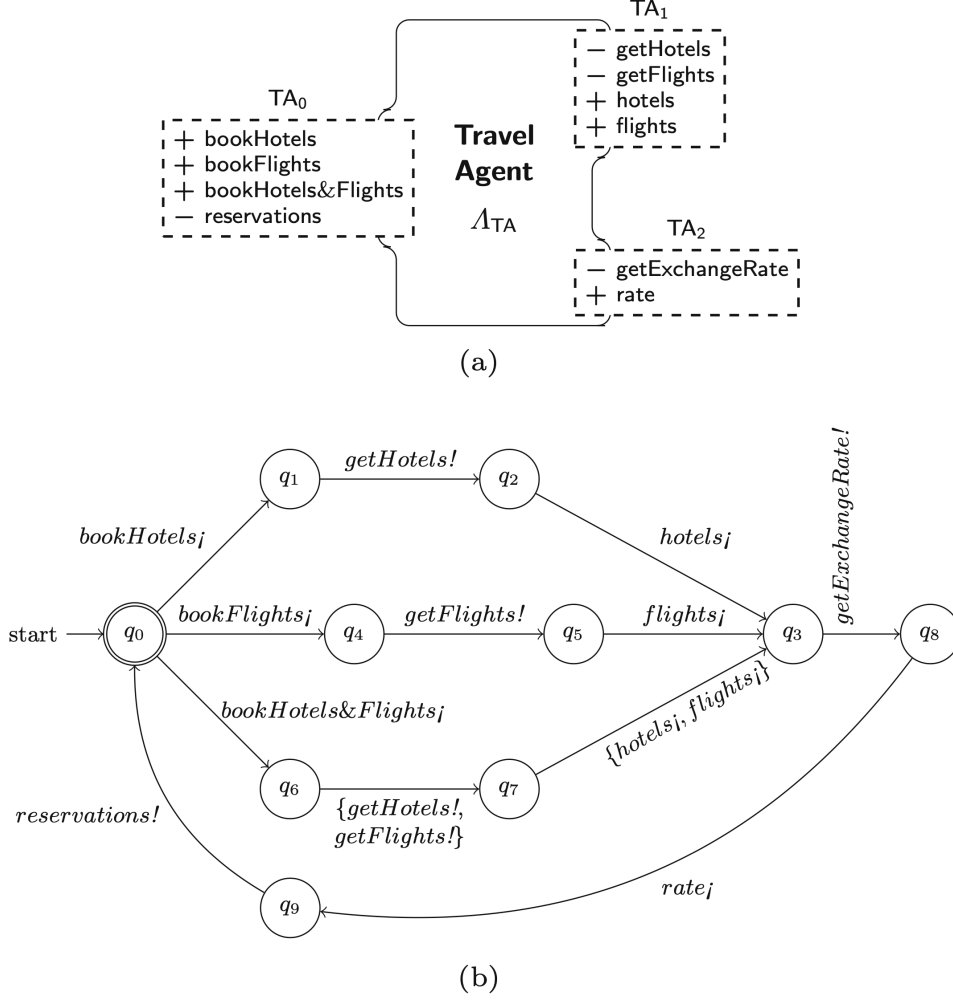 TA₁
− getHotels
− getFlights
+ hotels
+ flights
TA₀
+ bookHotels
+ bookFlights
+ bookHotels&Flights
− reservations
Travel
Agent
Λ_TA
TA₂
− getExchangeRate
+ rate
(a)
getExchangeRate!
q₁
getHotels!
q₂
bookHotels¡
hotels¡
start
q₀
bookFlights¡
q₄
getFlights!
q₅
flights¡
q₃
q₈
bookHotels&Flights¡
{hotels¡, flights¡}
q₆
{getHotels!,
getFlights!}
q₇
reservations!
rate¡
q₉
(b)